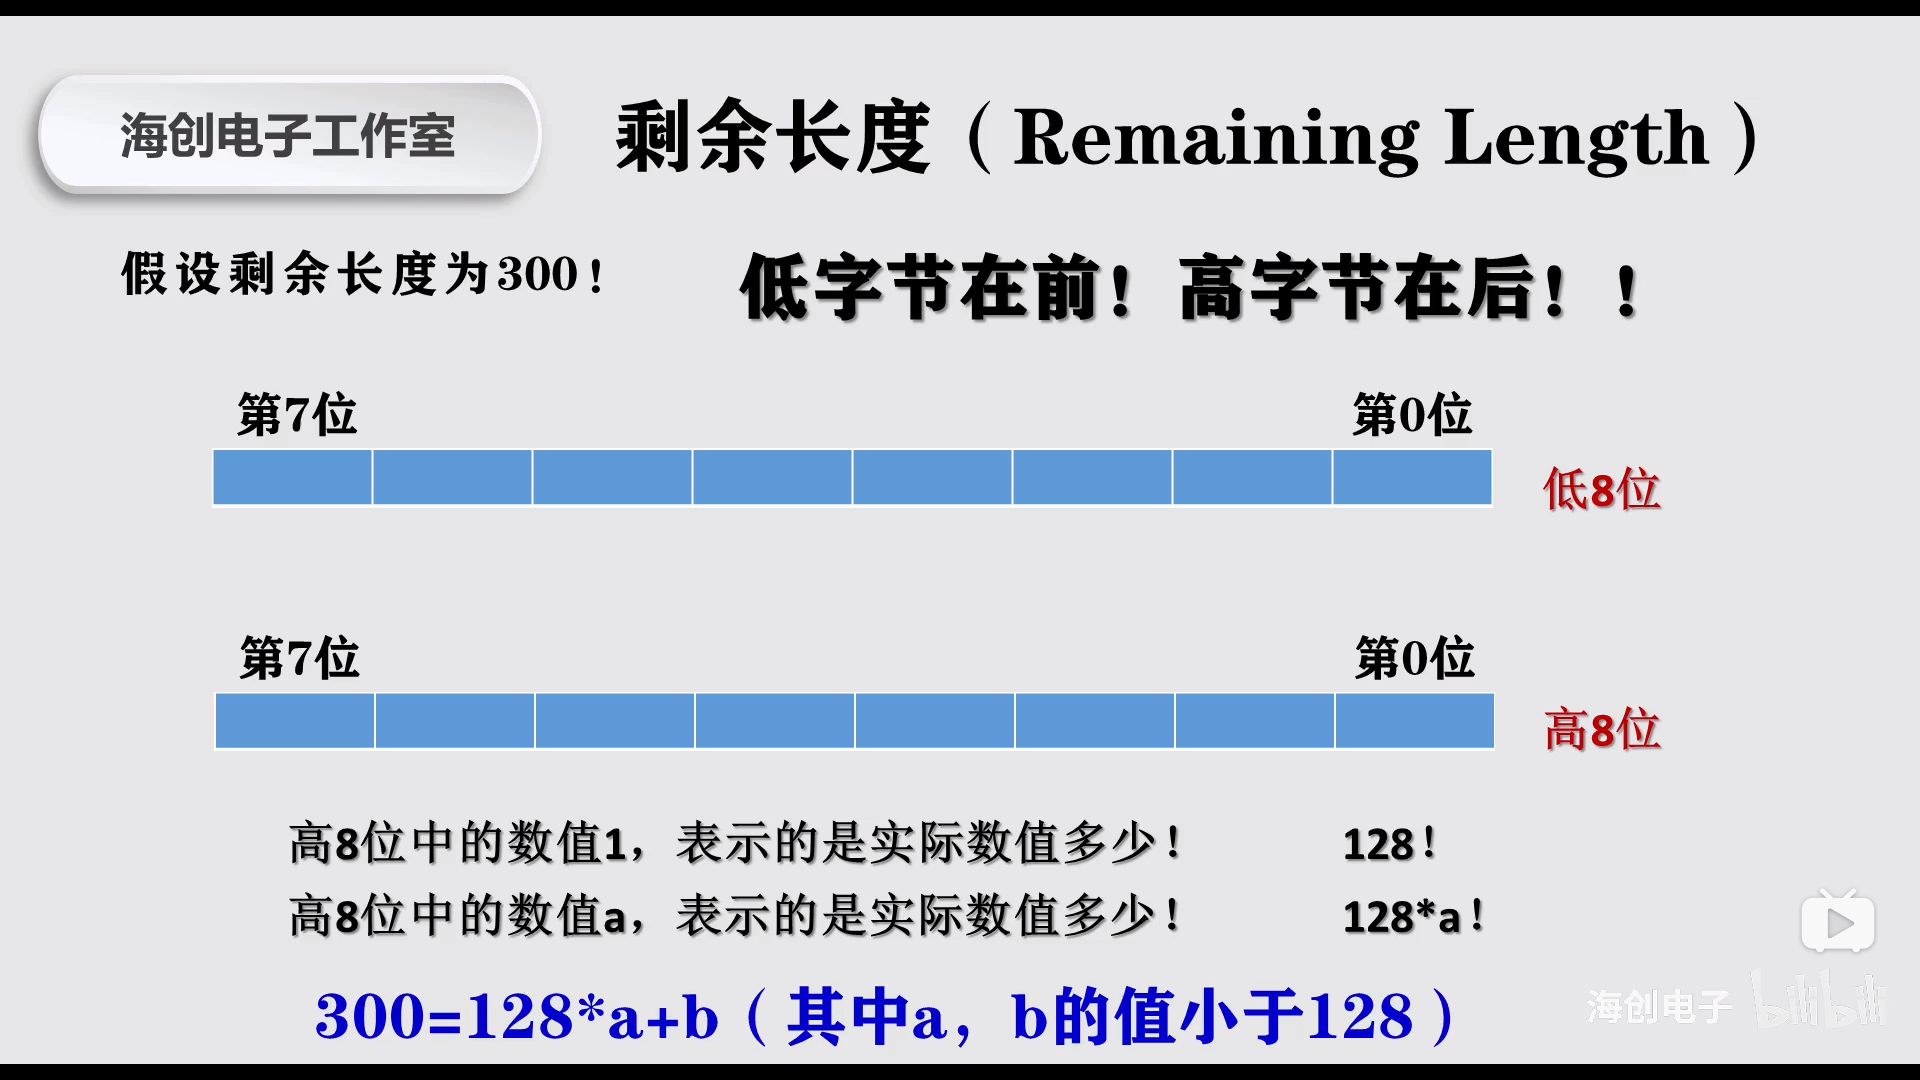 海创电子工作室
剩余长度（Remaining Length）
假设剩余长度为300！
低字节在前！高字节在后！！
第7位
第0位
低8位
第7位
第0位
高8位
高8位中的数值1，表示的是实际数值多少！ 128！
高8位中的数值a，表示的是实际数值多少！ 128*a！
300=128*a+b（其中a，b的值小于128）
海创电子 bilibili